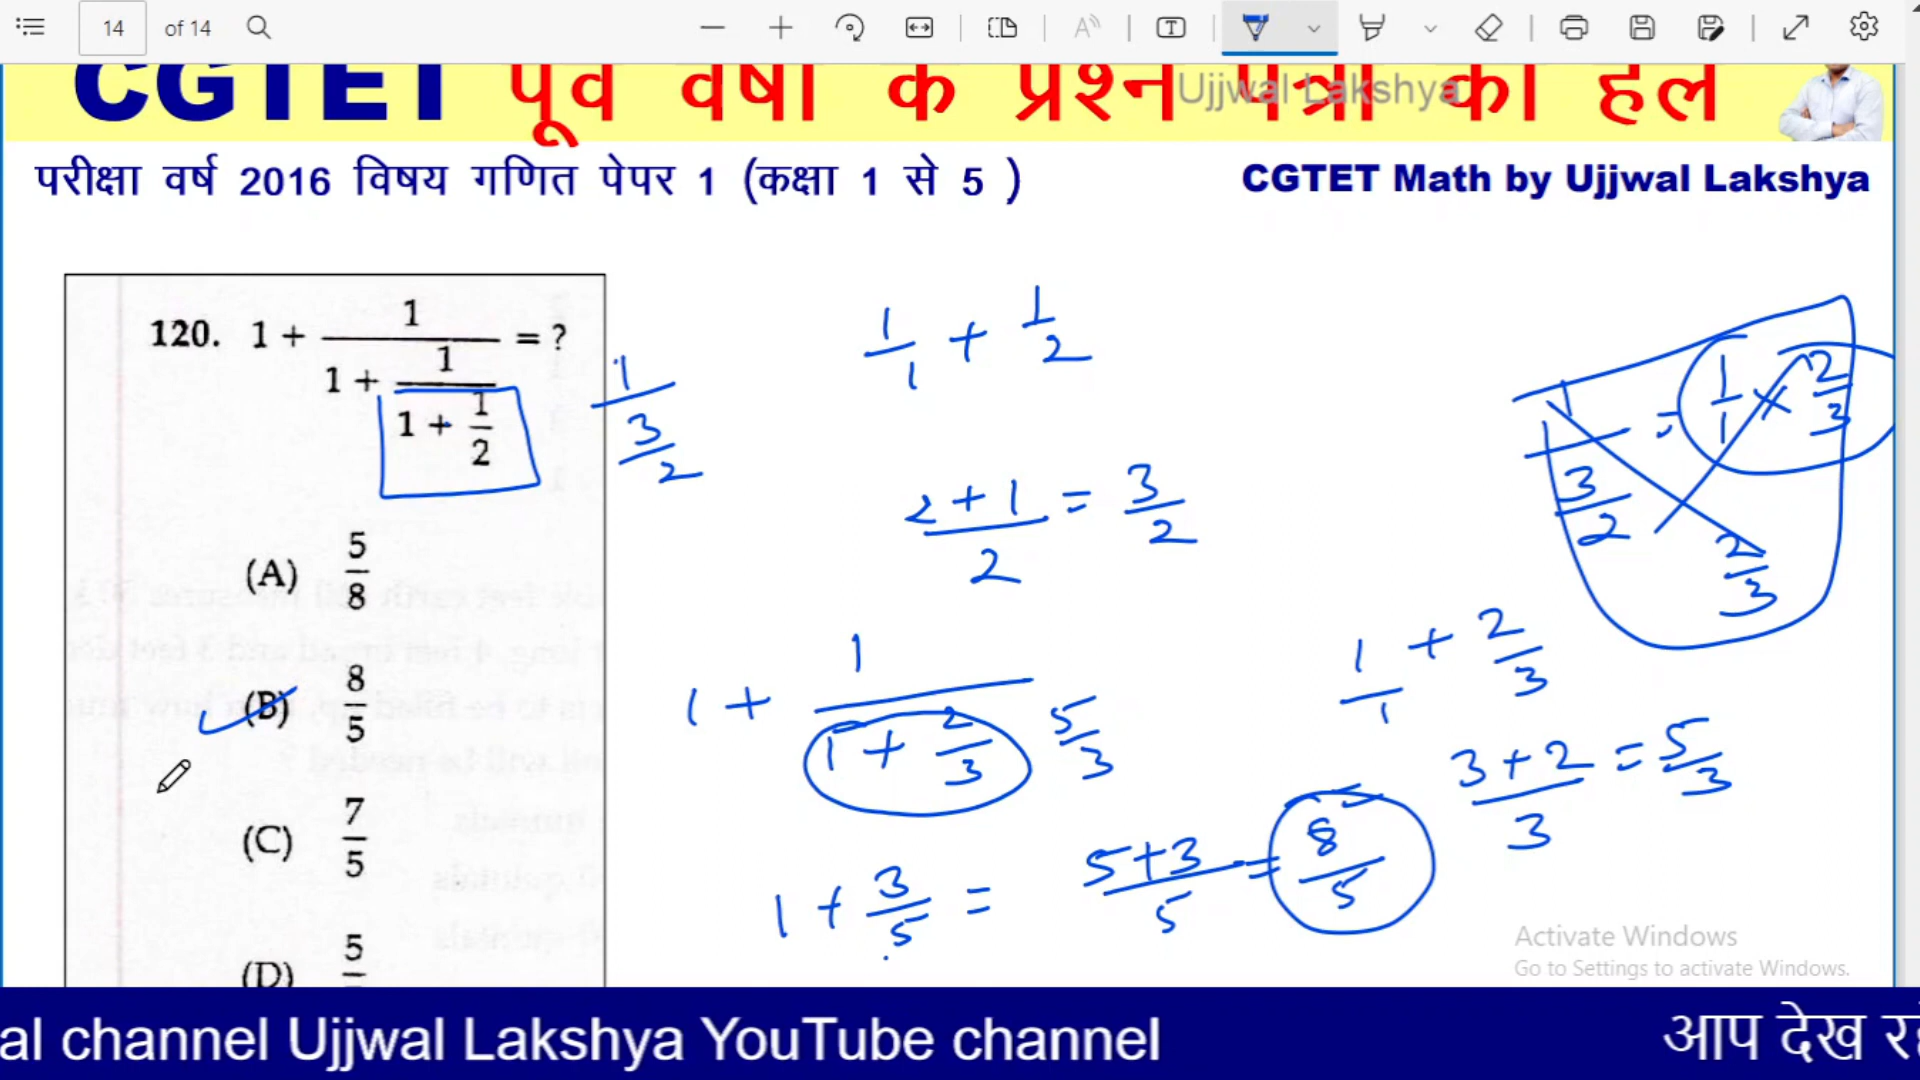 14 of 14
CGTET पूर्व वर्षों के प्रश्न पत्रों का हल
Ujjwal Lakshya
परीक्षा वर्ष 2016 विषय गणित पेपर 1 (कक्षा 1 से 5 )
CGTET Math by Ujjwal Lakshya
120. 1 + 1/(1 + 1/(1 + 1/2)) = ?
(A) 5/8
(B) 8/5
(C) 7/5
(D) 5
1/(3/2)
1/1 + 1/2
(2 + 1)/2 = 3/2
1/(3/2) = 1/1 × 2/3
2/3
1 + 1/(1 + 2/3) 5/3
1/1 + 2/3
(3 + 2)/3 = 5/3
1 + 3/5 = (5 + 3)/5 = 8/5
Activate Windows
Go to Settings to activate Windows.
al channel Ujjwal Lakshya YouTube channel
आप देख